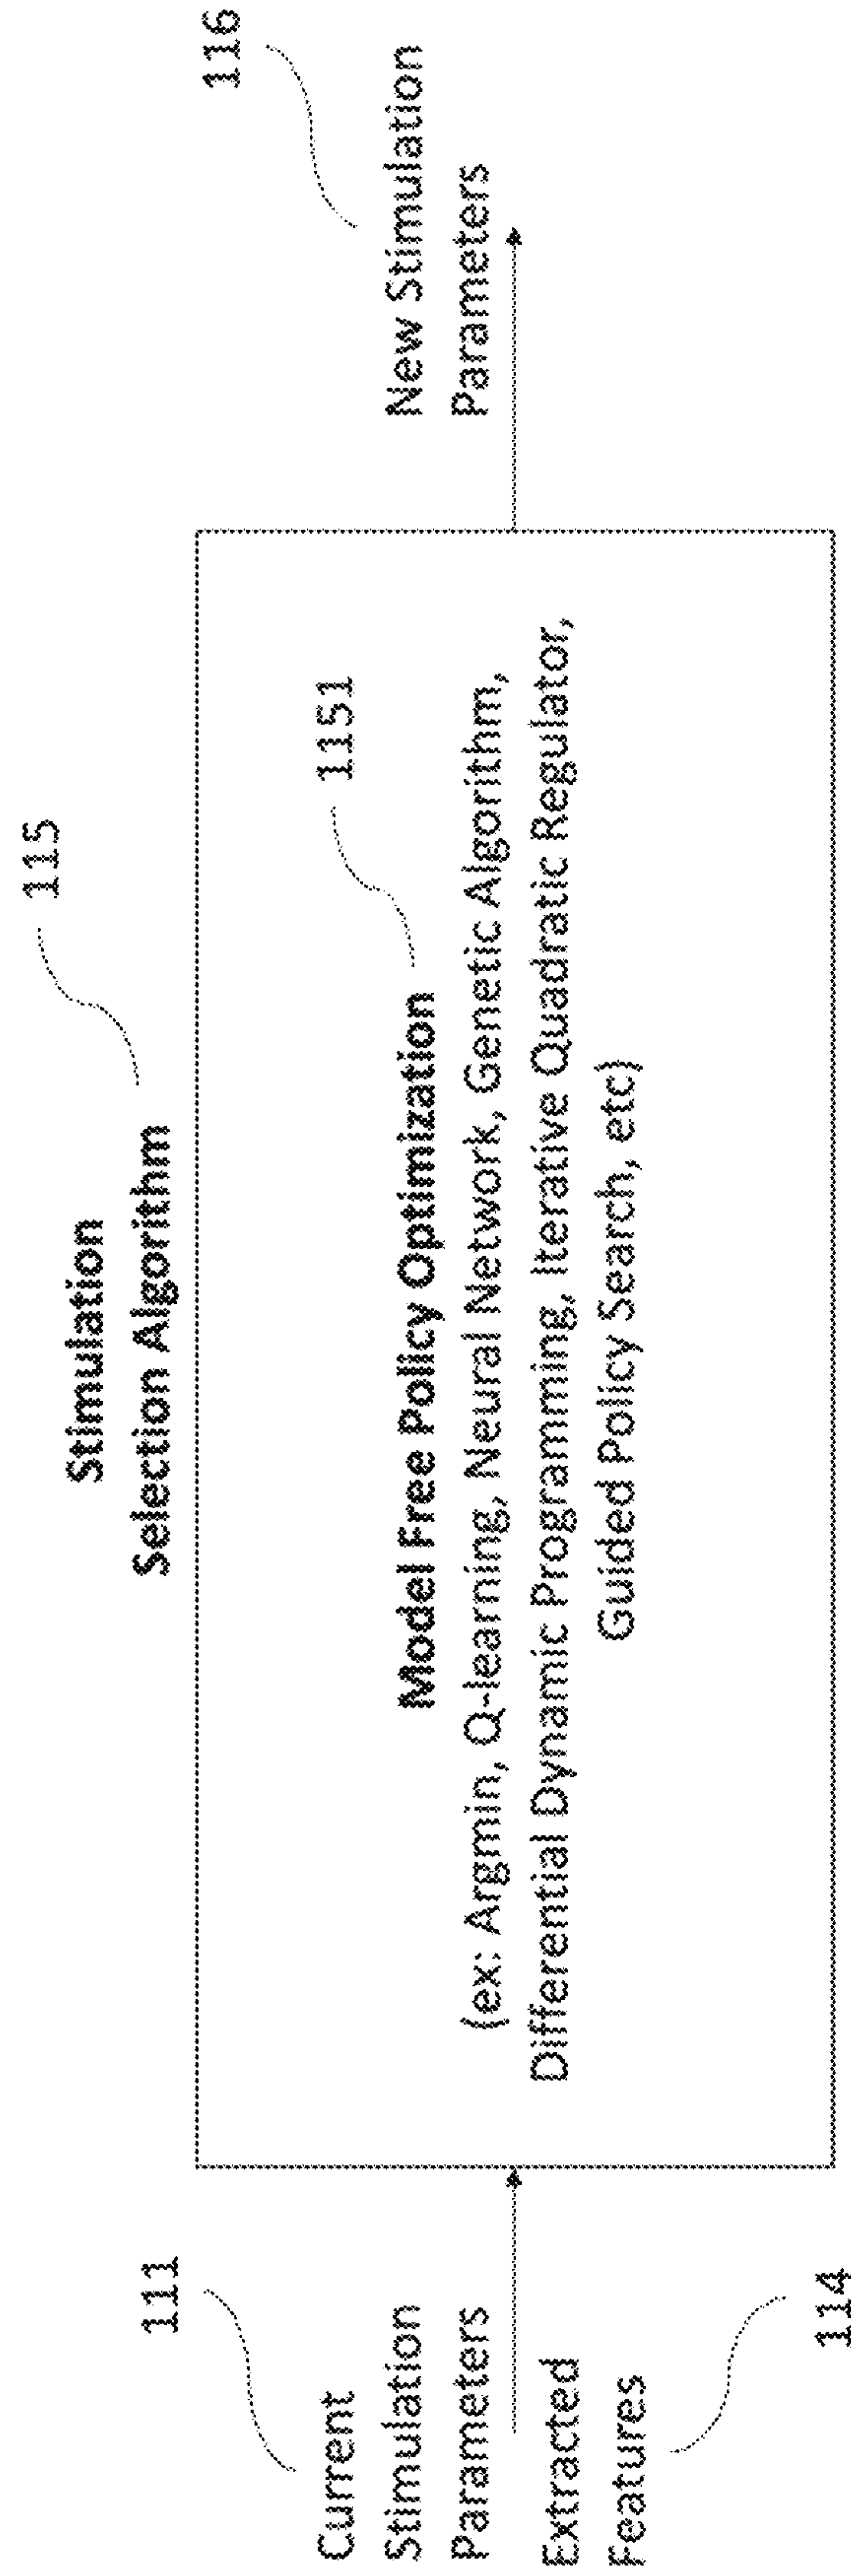 115
Stimulation
Selection Algorithm
111
Current
Stimulation
Parameters
Extracted
Features
114
1151
Model Free Policy Optimization
(ex: Argmin, Q-learning, Neural Network, Genetic Algorithm,
Differential Dynamic Programming, Iterative Quadratic Regulator,
Guided Policy Search, etc)
116
New Stimulation
Parameters